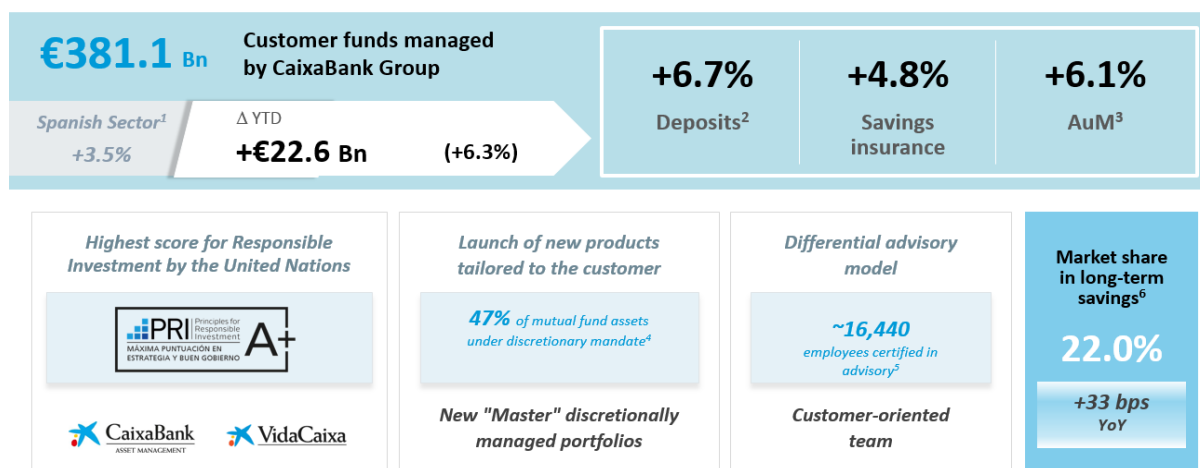 €381.1 Bn
Customer funds managed
by CaixaBank Group
Spanish Sector¹
+3.5%
Δ YTD
+€22.6 Bn (+6.3%)
+6.7%
Deposits²
+4.8%
Savings
insurance
+6.1%
AuM³
Highest score for Responsible
Investment by the United Nations
PRI
Principles for
Responsible
Investment
A+
MÁXIMA PUNTUACIÓN EN
ESTRATEGIA Y BUEN GOBIERNO
CaixaBank
ASSET MANAGEMENT
VidaCaixa
Launch of new products
tailored to the customer
47% of mutual fund assets
under discretionary mandate⁴
New "Master" discretionally
managed portfolios
Differential advisory
model
~16,440
employees certified in
advisory⁵
Customer-oriented
team
Market share
in long-term
savings⁶
22.0%
+33 bps
YoY